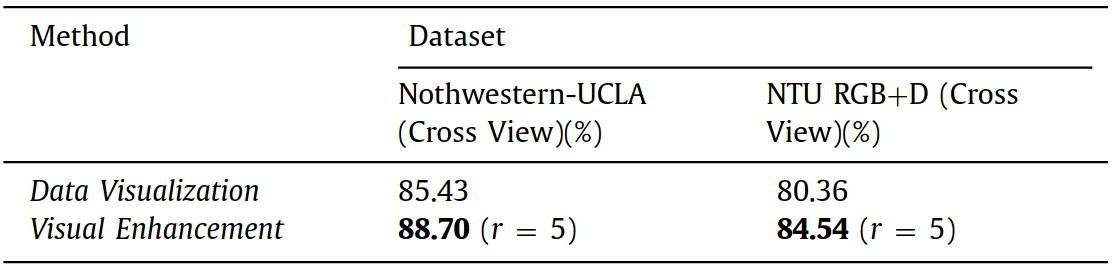 Method Dataset
Nothwestern-UCLA NTU RGB+D (Cross
(Cross View)(%) View)(%)
Data Visualization 85.43 80.36
Visual Enhancement 88.70 (r = 5) 84.54 (r = 5)